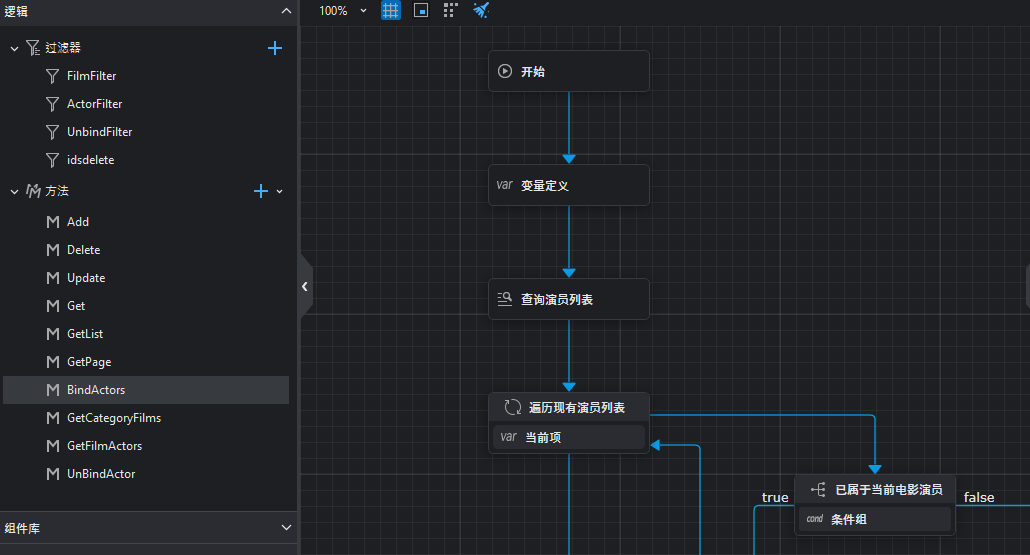 逻辑
过滤器
FilmFilter
ActorFilter
UnbindFilter
idsdelete
方法
Add
Delete
Update
Get
GetList
GetPage
BindActors
GetCategoryFilms
GetFilmActors
UnBindActor
组件库
100%
开始
var 变量定义
查询演员列表
遍历现有演员列表
var 当前项
true
已属于当前电影演员
false
cond 条件组